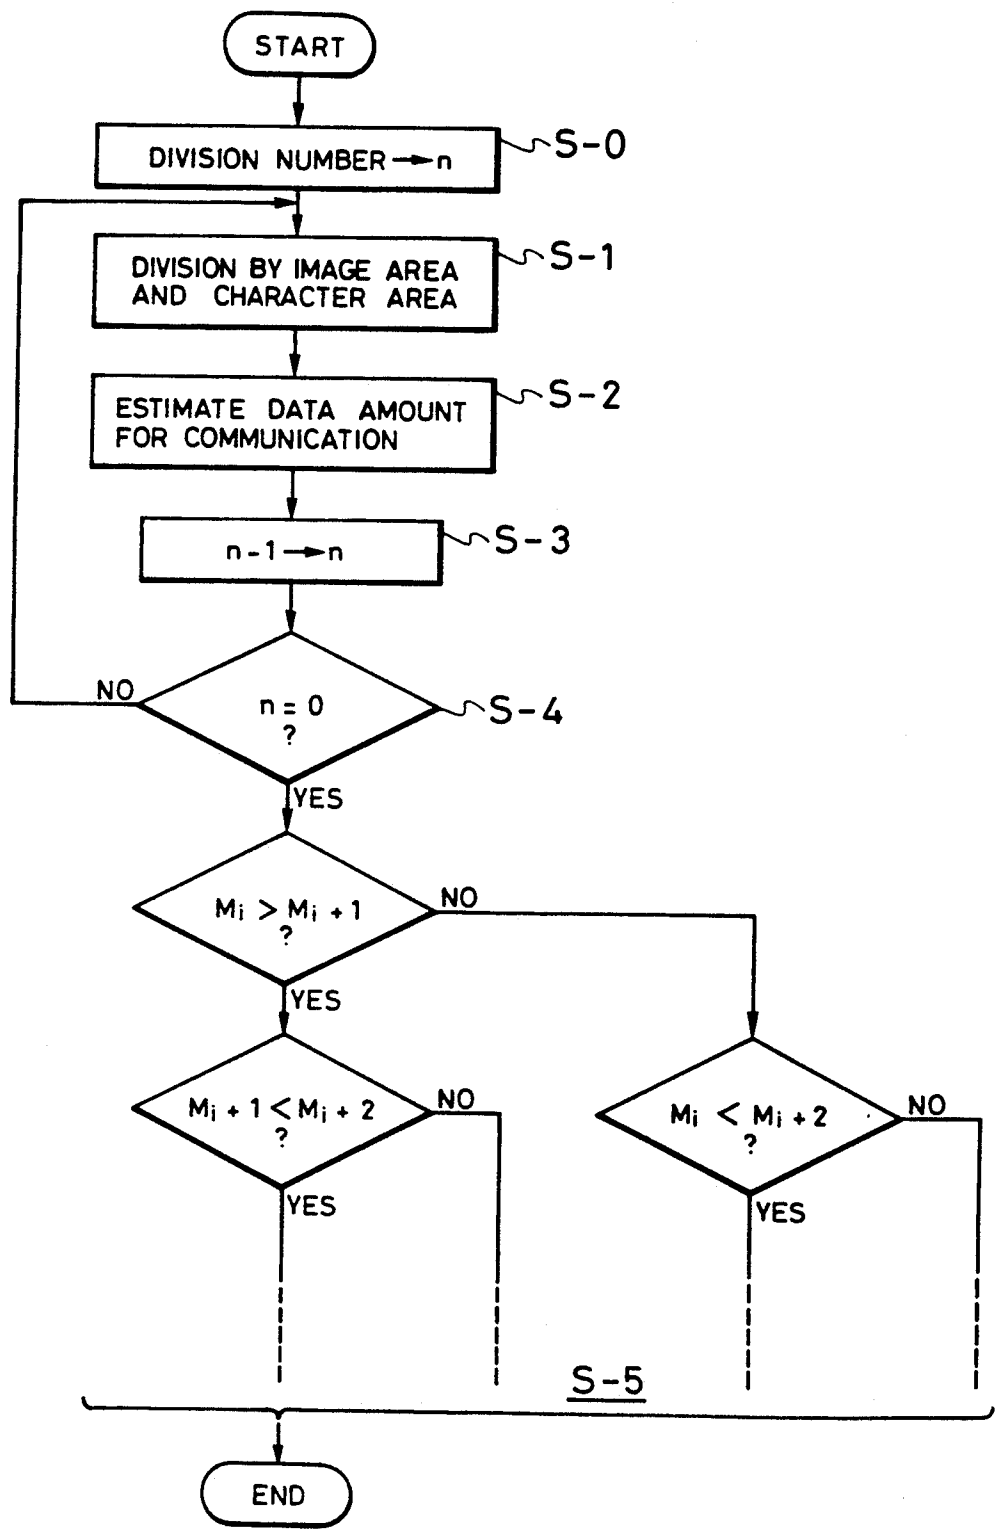 START
DIVISION NUMBER → n
S-0
DIVISION BY IMAGE AREA
AND CHARACTER AREA
S-1
ESTIMATE DATA AMOUNT
FOR COMMUNICATION
S-2
n-1 → n
S-3
NO
n = 0
?
S-4
YES
Mi > Mi + 1
?
NO
YES
Mi + 1 < Mi + 2
?
NO
YES
Mi < Mi + 2
?
NO
YES
S-5
END